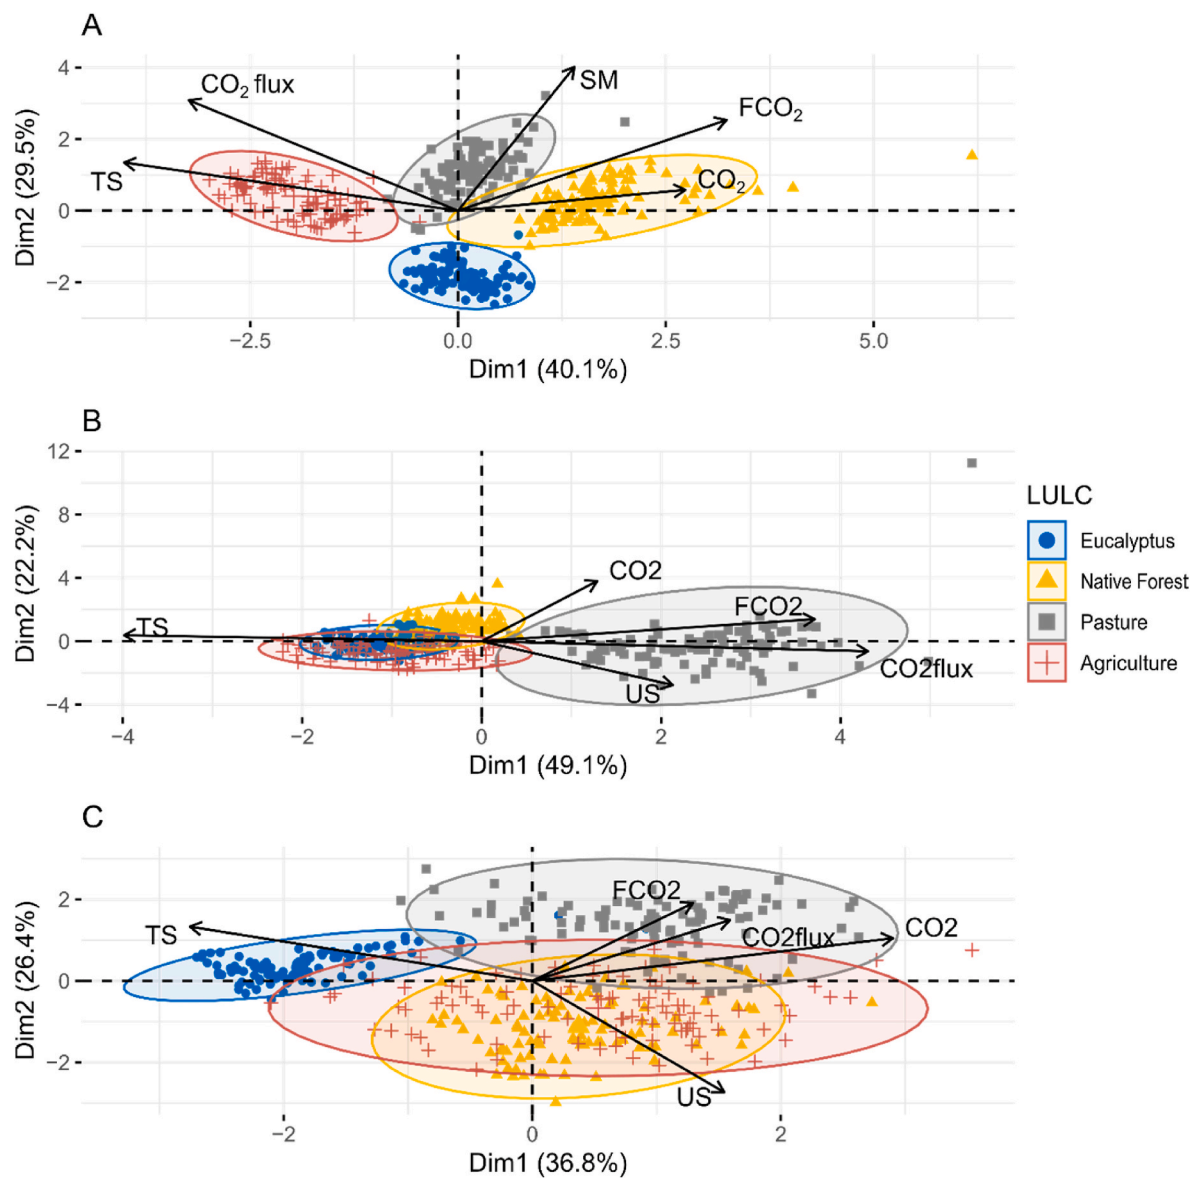 A
4
2
0
−2
Dim2 (29.5%)
CO₂ flux
SM
FCO₂
TS
CO₂
−2.5
0.0
2.5
5.0
Dim1 (40.1%)
B
12
8
4
0
−4
Dim2 (22.2%)
CO2
TS
FCO2
CO2flux
US
−4
−2
0
2
4
Dim1 (49.1%)
LULC
Eucalyptus
Native Forest
Pasture
Agriculture
C
2
0
−2
Dim2 (26.4%)
FCO2
TS
CO2flux
CO2
US
−2
0
2
Dim1 (36.8%)